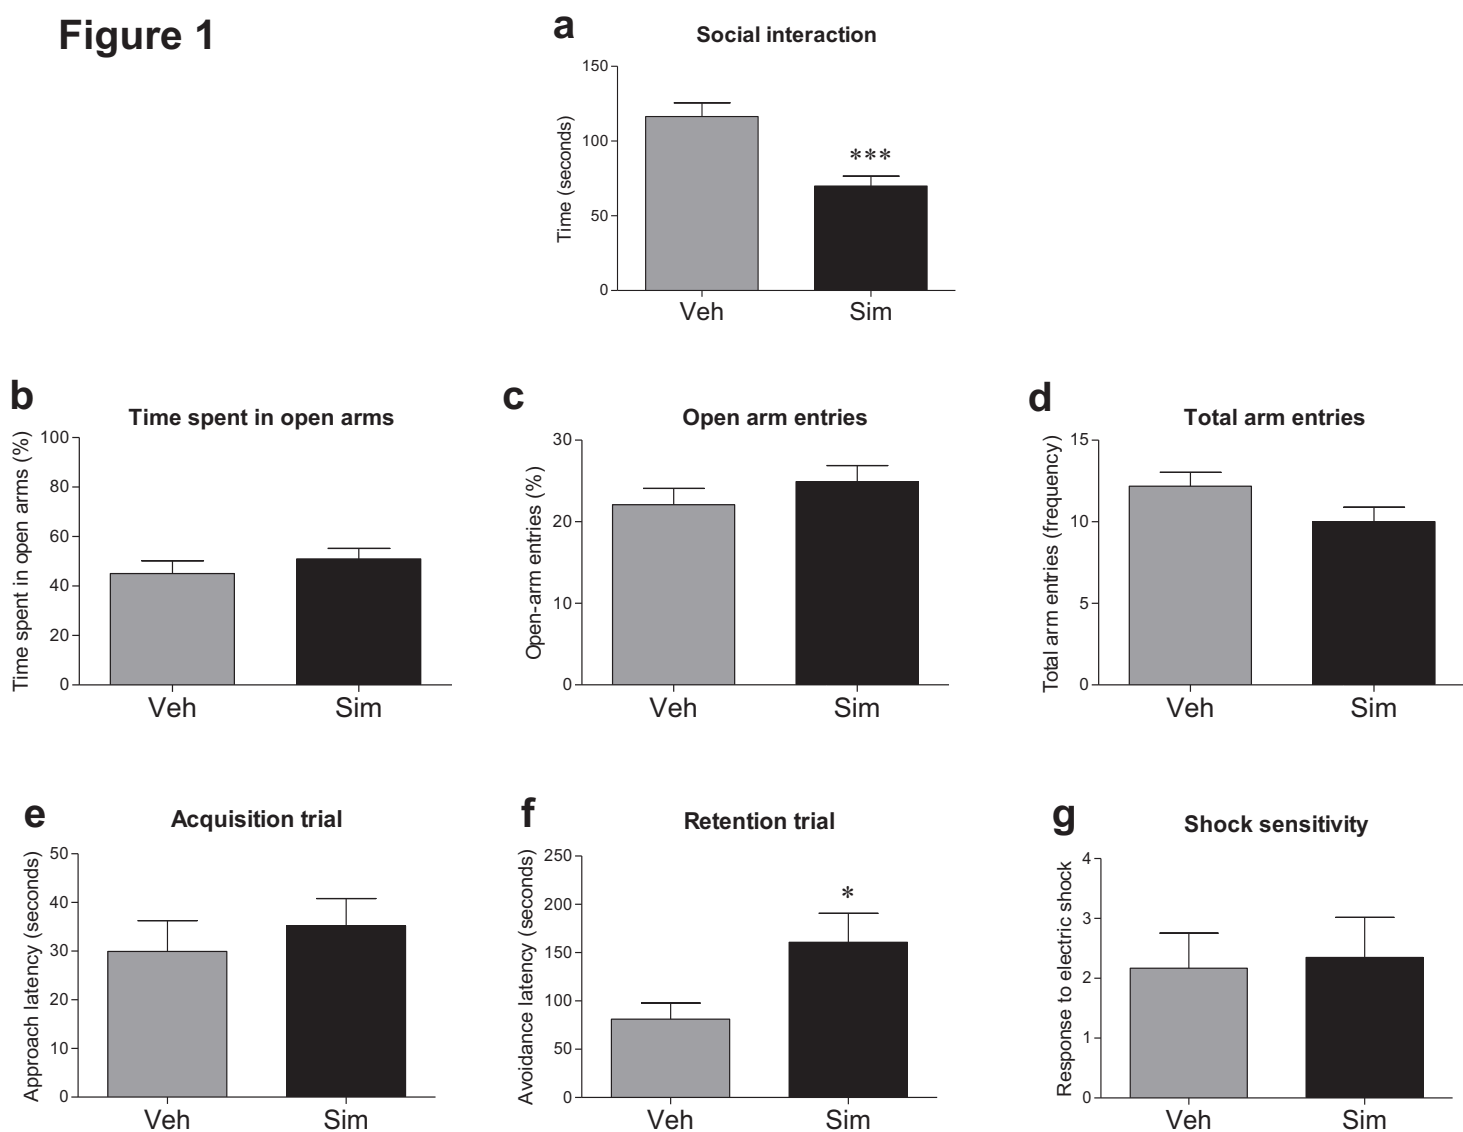 Figure 1
a
Social interaction
Time (seconds)
150
100
50
0
***
Veh Sim
b
Time spent in open arms
Time spent in open arms (%)
100
80
60
40
20
0
Veh Sim
c
Open arm entries
Open-arm entries (%)
30
20
10
0
Veh Sim
d
Total arm entries
Total arm entries (frequency)
15
10
5
0
Veh Sim
e
Acquisition trial
Approach latency (seconds)
50
40
30
20
10
0
Veh Sim
f
Retention trial
Avoidance latency (seconds)
250
200
150
100
50
0
*
Veh Sim
g
Shock sensitivity
Response to electric shock
4
3
2
1
0
Veh Sim